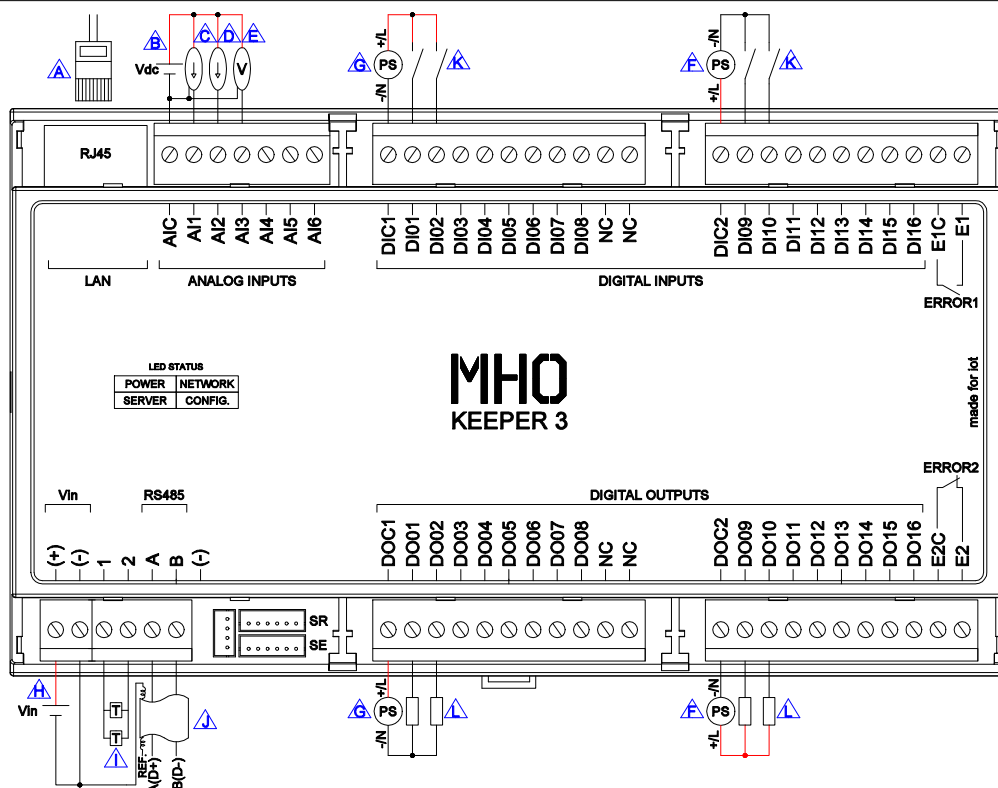 A B C D E G K F K
Vdc V +/L PS -/N -/N PS +/L
RJ45
AIC AI1 AI2 AI3 AI4 AI5 AI6
DIC1 DI01 DI02 DI03 DI04 DI05 DI06 DI07 DI08 NC NC
DIC2 DI09 DI10 DI11 DI12 DI13 DI14 DI15 DI16 E1C E1
LAN ANALOG INPUTS DIGITAL INPUTS
ERROR1
LED STATUS
POWER NETWORK
SERVER CONFIG.
MHO
KEEPER 3
made for iot
ERROR2
Vin RS485 DIGITAL OUTPUTS
(+) (-) 1 2 A B (-)
DOC1 DO01 DO02 DO03 DO04 DO05 DO06 DO07 DO08 NC NC
DOC2 DO09 DO10 DO11 DO12 DO13 DO14 DO15 DO16 E2C E2
SR
SE
H Vin T T I J
REF. A(D+) B(D-)
G +/L PS -/N L
F -/N PS +/L L